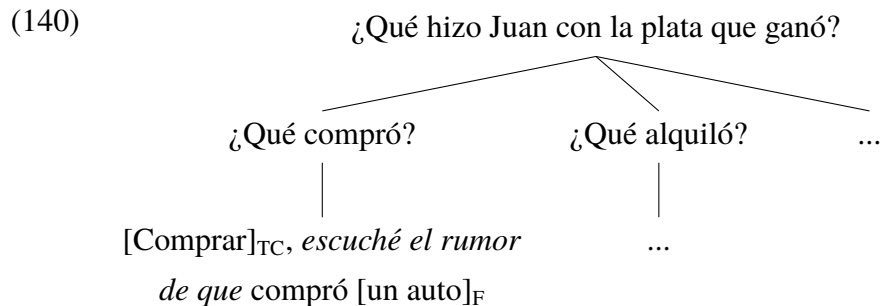 (140)
¿Qué hizo Juan con la plata que ganó?
¿Qué compró? ¿Qué alquiló? ...
[Comprar]TC, escuché el rumor ...
de que compró [un auto]F